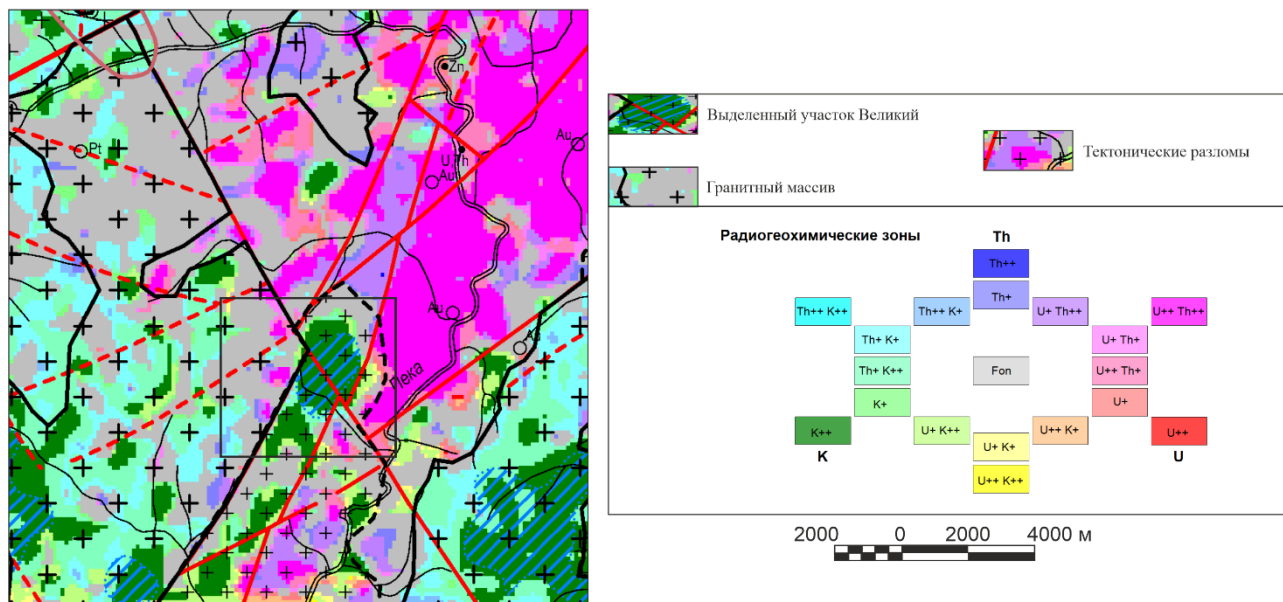 Zn
Pt
U,Th
Au
Au
Au
Река
Выделенный участок Великий
Тектонические разломы
Гранитный массив
Радиогеохимические зоны
Th
Th++
Th+
Th++ K++
Th++ K+
U+ Th++
U++ Th++
Th+ K+
U+ Th+
Th+ K++
Fon
U++ Th+
K+
U+
K++
U+ K++
U+ K+
U++ K+
U++
K
U
U++ K++
2000 0 2000 4000 м